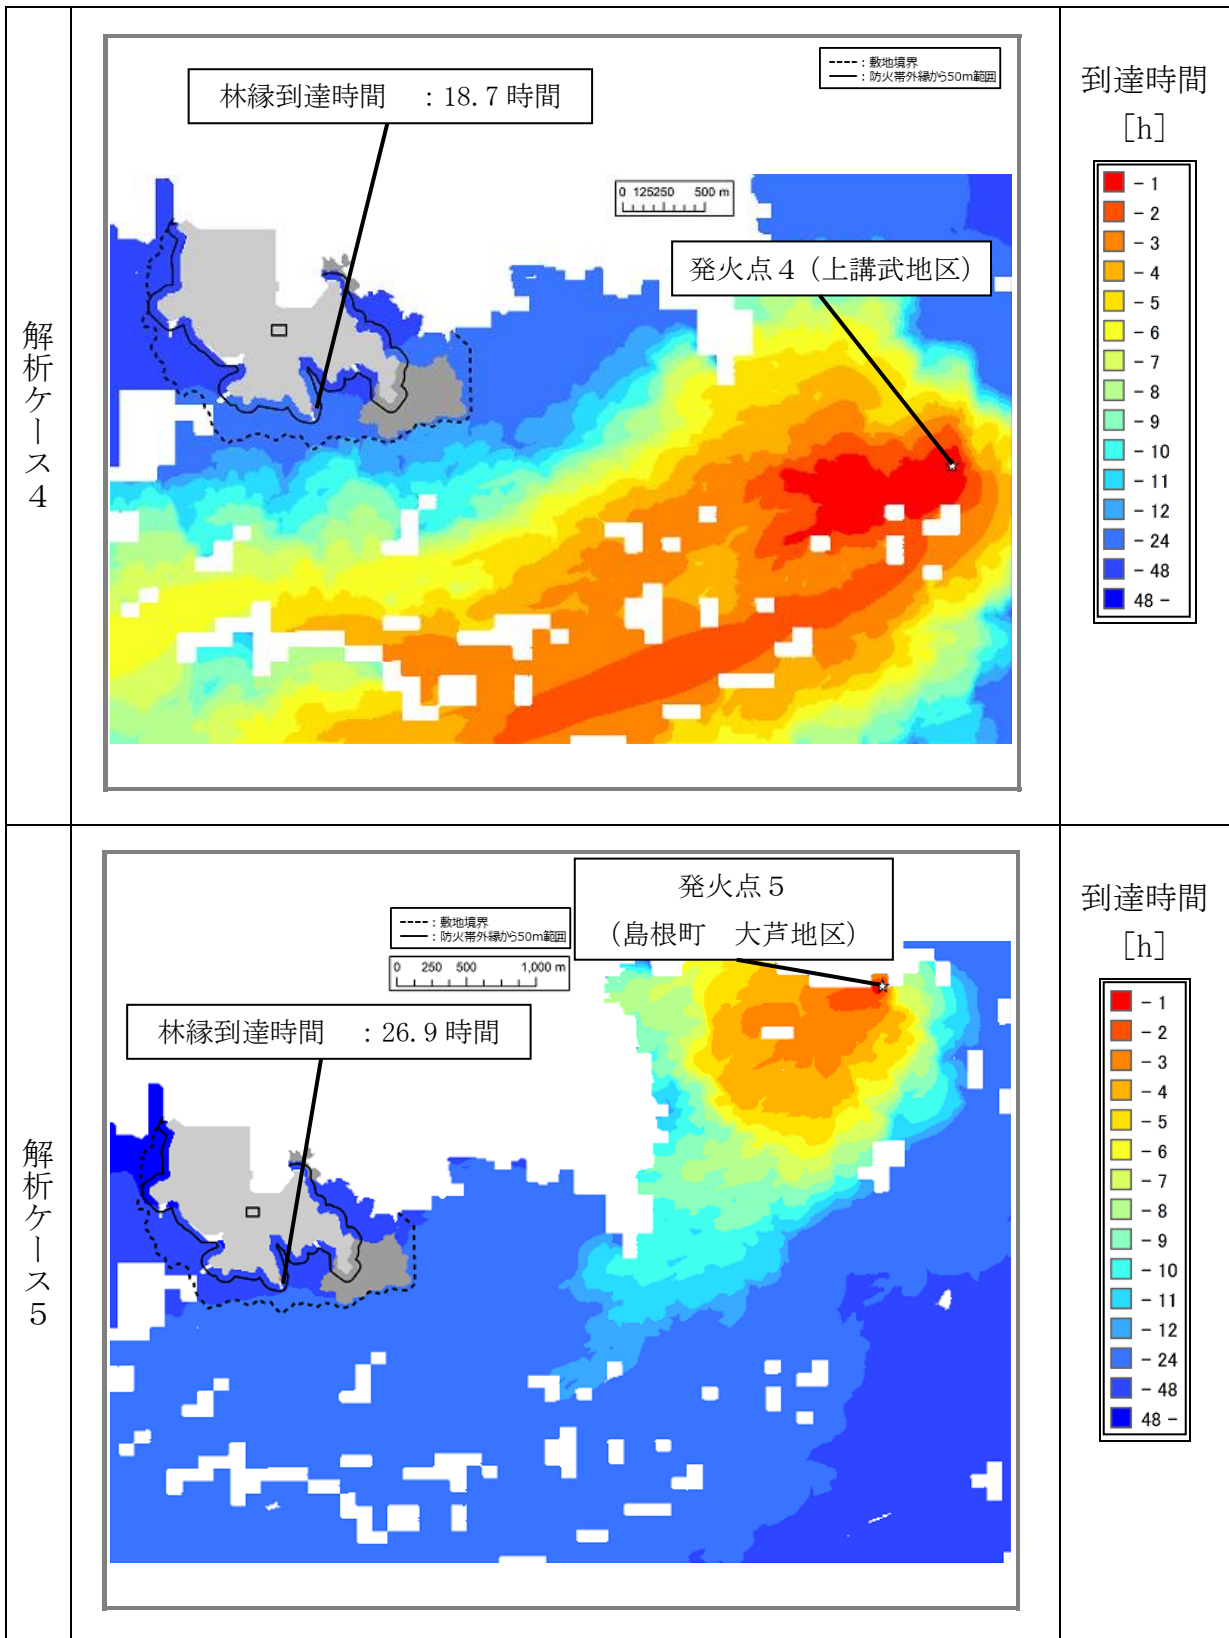 解析ケース４
林縁到達時間　：18.7 時間
----- : 敷地境界
—— : 防火帯外縁から50m範囲
0 125250 500 m
発火点４（上講武地区）
到達時間
[h]
- 1
- 2
- 3
- 4
- 5
- 6
- 7
- 8
- 9
- 10
- 11
- 12
- 24
- 48
48 -
解析ケース５
発火点５
（島根町　大芦地区）
----- : 敷地境界
—— : 防火帯外縁から50m範囲
0 250 500 1,000 m
林縁到達時間　：26.9 時間
到達時間
[h]
- 1
- 2
- 3
- 4
- 5
- 6
- 7
- 8
- 9
- 10
- 11
- 12
- 24
- 48
48 -